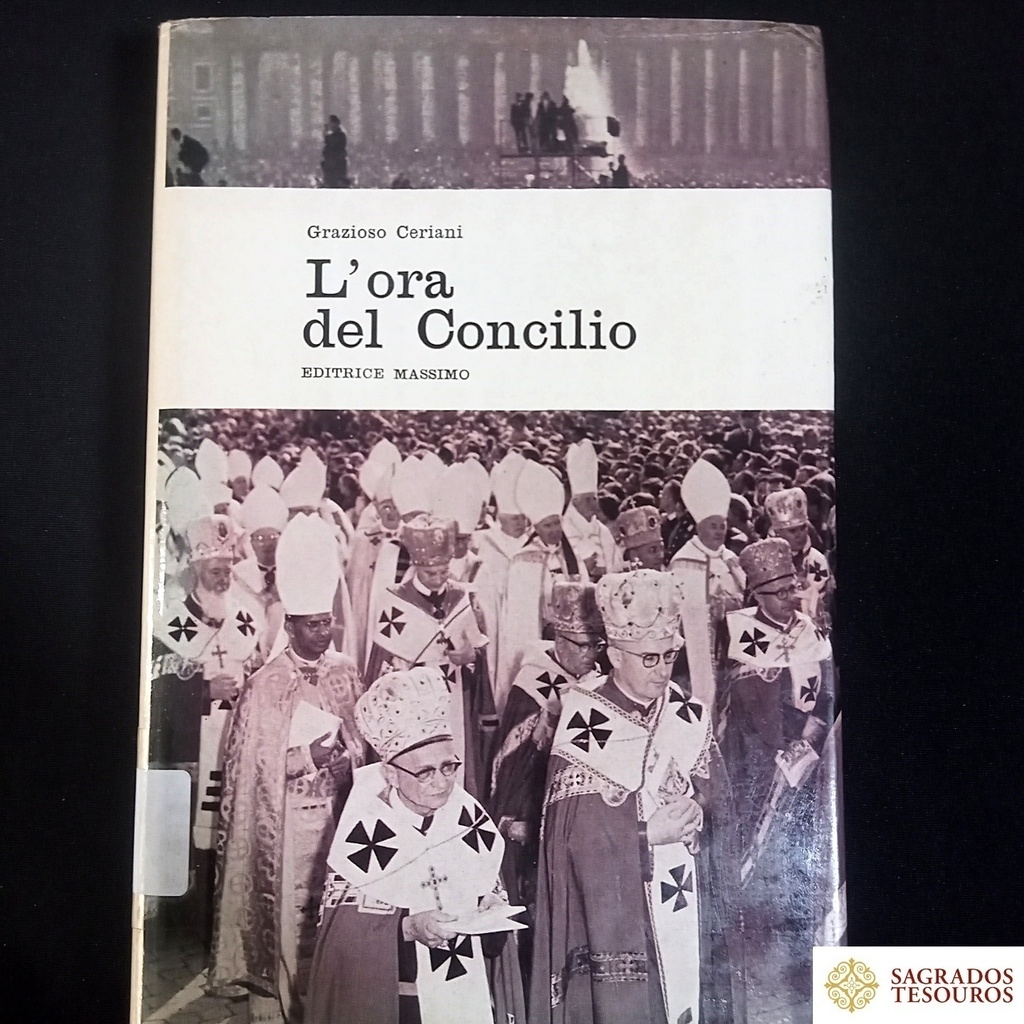 Grazioso Ceriani
L'ora
del Concilio
EDITRICE MASSIMO
SAGRADOS
TESOUROS